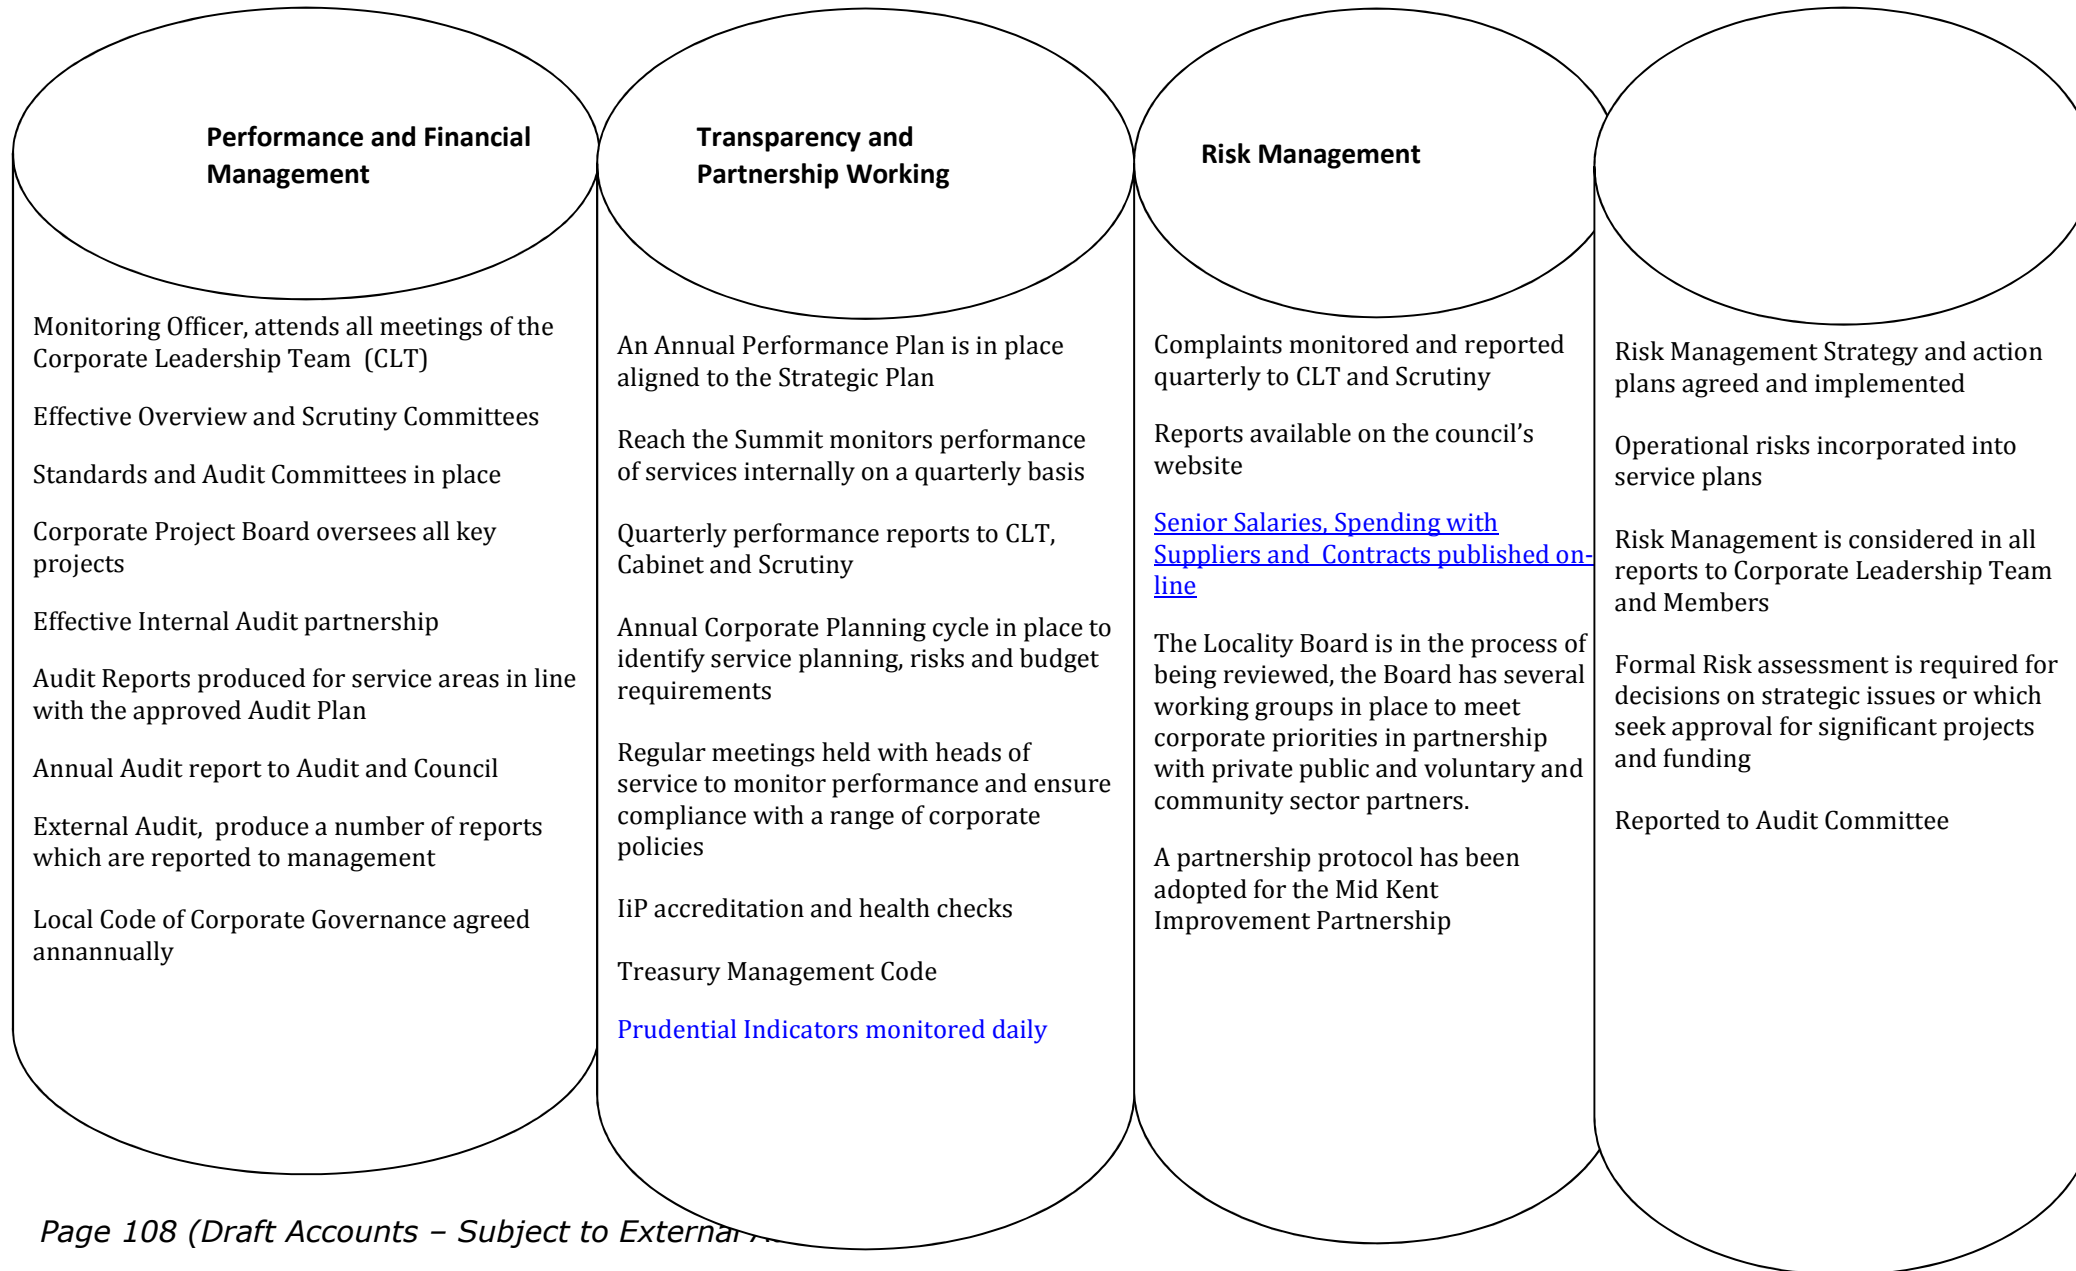 Performance and Financial
Management
Monitoring Officer, attends all meetings of the
Corporate Leadership Team  (CLT)
Effective Overview and Scrutiny Committees
Standards and Audit Committees in place
Corporate Project Board oversees all key
projects
Effective Internal Audit partnership
Audit Reports produced for service areas in line
with the approved Audit Plan
Annual Audit report to Audit and Council
External Audit,  produce a number of reports
which are reported to management
Local Code of Corporate Governance agreed
annannually
Transparency and
Partnership Working
An Annual Performance Plan is in place
aligned to the Strategic Plan
Reach the Summit monitors performance
of services internally on a quarterly basis
Quarterly performance reports to CLT,
Cabinet and Scrutiny
Annual Corporate Planning cycle in place to
identify service planning, risks and budget
requirements
Regular meetings held with heads of
service to monitor performance and ensure
compliance with a range of corporate
policies
IiP accreditation and health checks
Treasury Management Code
Prudential Indicators monitored daily
Risk Management
Complaints monitored and reported
quarterly to CLT and Scrutiny
Reports available on the council’s
website
Senior Salaries, Spending with
Suppliers and  Contracts published on-
line
The Locality Board is in the process of
being reviewed, the Board has several
working groups in place to meet
corporate priorities in partnership
with private public and voluntary and
community sector partners.
A partnership protocol has been
adopted for the Mid Kent
Improvement Partnership
Risk Management Strategy and action
plans agreed and implemented
Operational risks incorporated into
service plans
Risk Management is considered in all
reports to Corporate Leadership Team
and Members
Formal Risk assessment is required for
decisions on strategic issues or which
seek approval for significant projects
and funding
Reported to Audit Committee
Page 108 (Draft Accounts – Subject to External